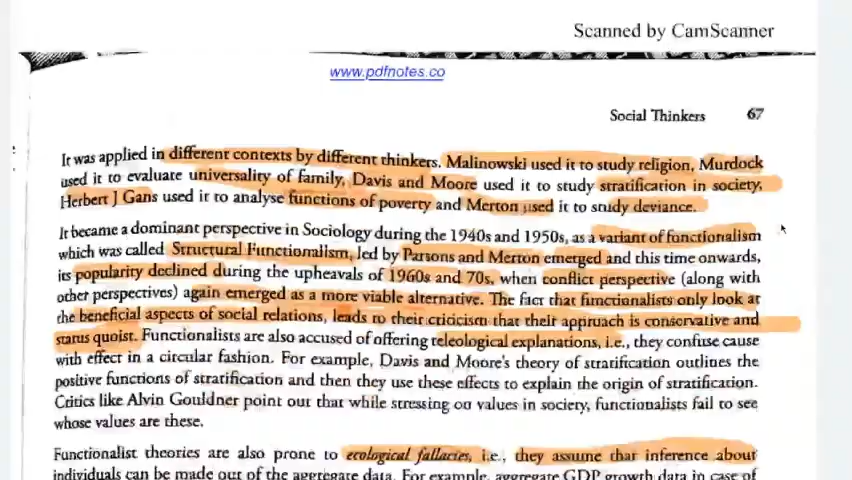 Scanned by CamScanner
www.pdfnotes.co
Social Thinkers 67
It was applied in different contexts by different thinkers. Malinowski used it to study religion, Murdock
used it to evaluate universality of family, Davis and Moore used it to study stratification in society,
Herbert J Gans used it to analyse functions of poverty and Merton used it to study deviance.
It became a dominant perspective in Sociology during the 1940s and 1950s, as a variant of functionalism
which was called Structural Functionalism, led by Parsons and Merton emerged and this time onwards,
its popularity declined during the upheavals of 1960s and 70s, when conflict perspective (along with
other perspectives) again emerged as a more viable alternative. The fact that functionalists only look at
the beneficial aspects of social relations, leads to their criticism that their approach is conservative and
status quoist. Functionalists are also accused of offering teleological explanations, i.e., they confuse cause
with effect in a circular fashion. For example, Davis and Moore's theory of stratification outlines the
positive functions of stratification and then they use these effects to explain the origin of stratification.
Critics like Alvin Gouldner point out that while stressing on values in society, functionalists fail to see
whose values are these.
Functionalist theories are also prone to ecological fallacies, i.e., they assume that inference about
individuals can be made out of the aggregate data. For example, aggregate GDP growth data in case of